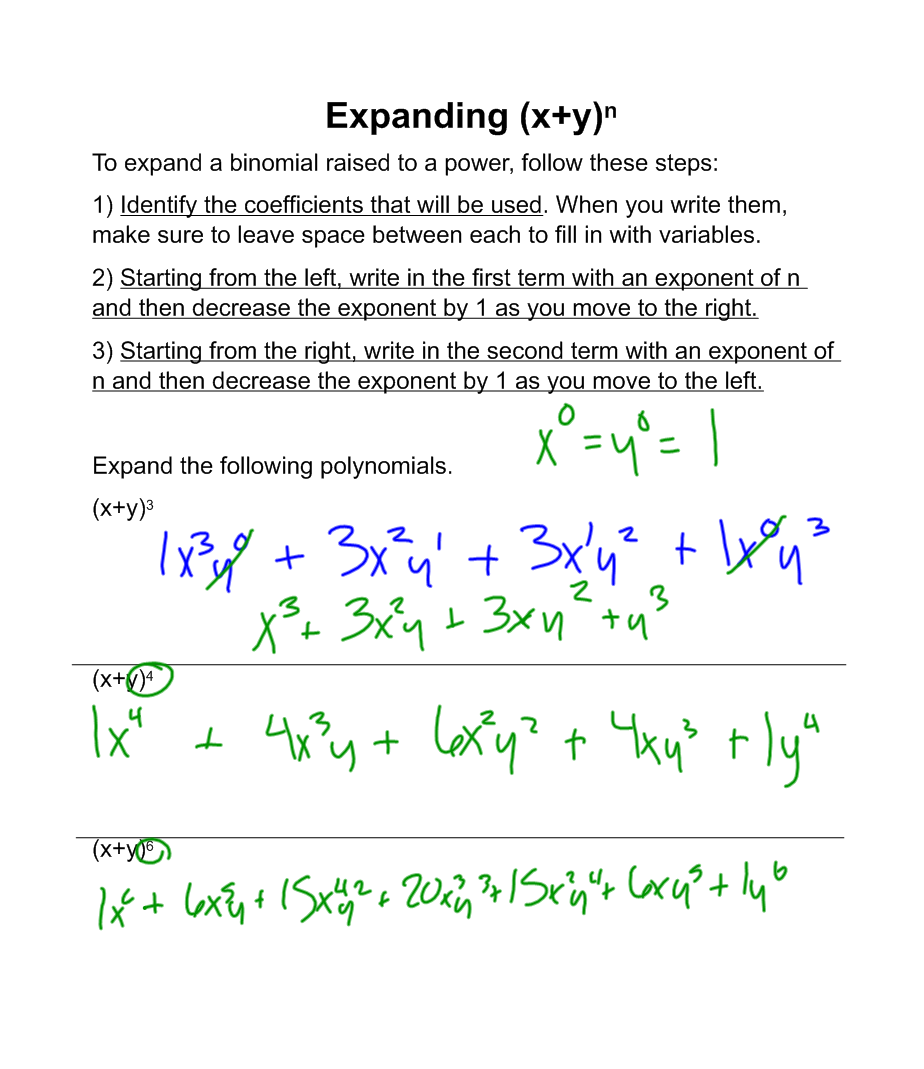 Expanding (x+y)ⁿ
To expand a binomial raised to a power, follow these steps:
1) Identify the coefficients that will be used. When you write them,
make sure to leave space between each to fill in with variables.
2) Starting from the left, write in the first term with an exponent of n
and then decrease the exponent by 1 as you move to the right.
3) Starting from the right, write in the second term with an exponent of
n and then decrease the exponent by 1 as you move to the left.
x⁰ = y⁰ = 1
Expand the following polynomials.
(x+y)³
1x³y⁰ + 3x²y¹ + 3x¹y² + 1x⁰y³
x³ + 3x²y + 3xy² + y³
(x+y)⁴
1x⁴ + 4x³y + 6x²y² + 4xy³ + 1y⁴
(x+y)⁶
1x⁶ + 6x⁵y + 15x⁴y² + 20x³y³ + 15x²y⁴ + 6xy⁵ + 1y⁶